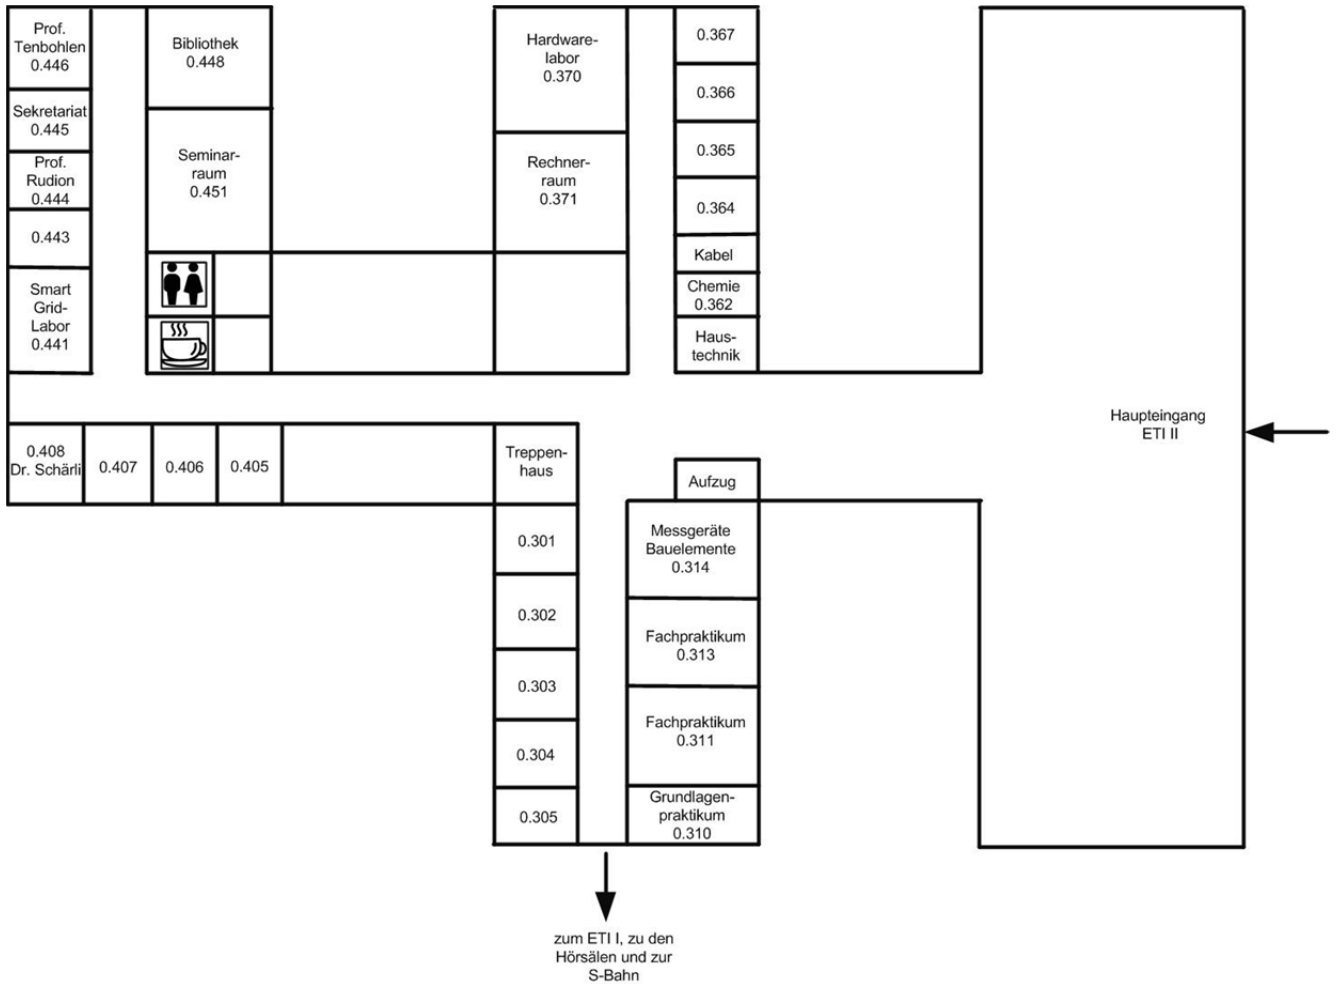 Prof.
Tenbohlen
0.446
Sekretariat
0.445
Prof.
Rudion
0.444
0.443
Smart
Grid-
Labor
0.441
Bibliothek
0.448
Seminar-
raum
0.451
Hardware-
labor
0.370
Rechner-
raum
0.371
0.367
0.366
0.365
0.364
Kabel
Chemie
0.362
Haus-
technik
Haupteingang
ETI II
0.408
Dr. Schärli
0.407
0.406
0.405
Treppen-
haus
0.301
0.302
0.303
0.304
0.305
Aufzug
Messgeräte
Bauelemente
0.314
Fachpraktikum
0.313
Fachpraktikum
0.311
Grundlagen-
praktikum
0.310
zum ETI I, zu den
Hörsälen und zur
S-Bahn